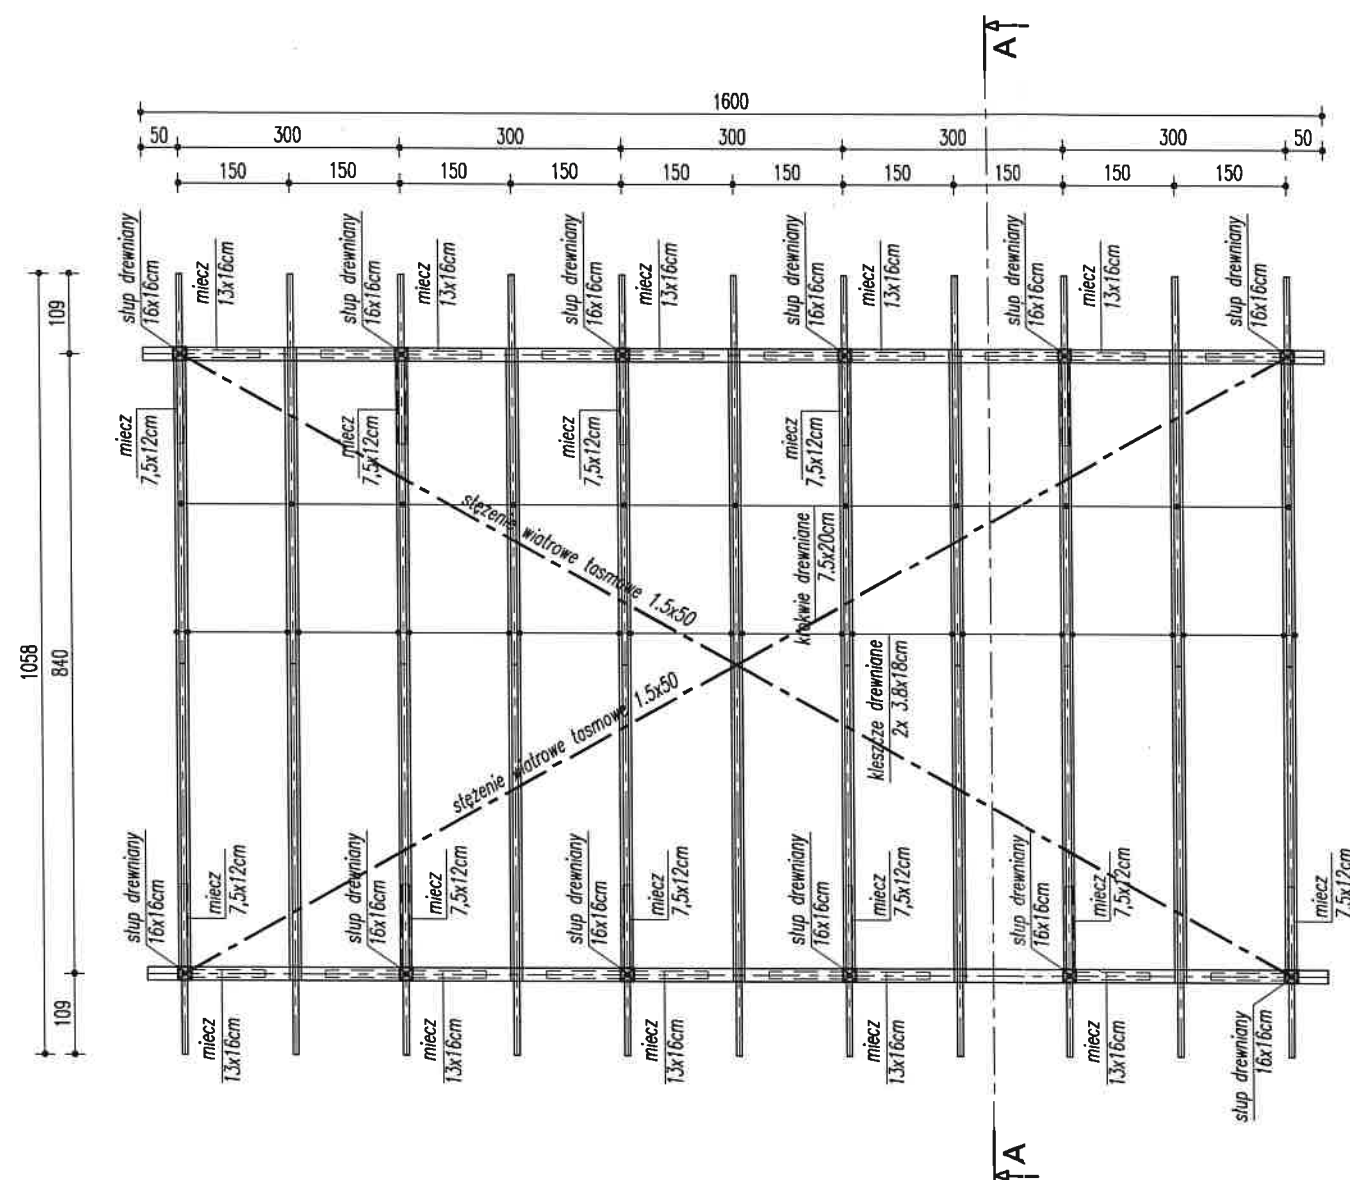 A
1600
50
300
300
300
300
300
50
150
150
150
150
150
150
150
150
150
150
słup drewniany
16x16cm
miecz
13x16cm
słup drewniany
16x16cm
miecz
13x16cm
słup drewniany
16x16cm
miecz
13x16cm
słup drewniany
16x16cm
miecz
13x16cm
słup drewniany
16x16cm
miecz
13x16cm
słup drewniany
16x16cm
109
840
109
1058
miecz
7,5x12cm
miecz
7,5x12cm
miecz
7,5x12cm
miecz
7,5x12cm
stężenie wiatrowe taśmowe 1.5x50
krokwie drewniane
7.5x20cm
kleszcze drewniane
2x 3.8x18cm
stężenie wiatrowe taśmowe 1.5x50
słup drewniany
16x16cm
miecz
7,5x12cm
słup drewniany
16x16cm
miecz
7,5x12cm
słup drewniany
16x16cm
miecz
7,5x12cm
słup drewniany
16x16cm
miecz
7,5x12cm
słup drewniany
16x16cm
miecz
7,5x12cm
miecz
7,5x12cm
miecz
13x16cm
miecz
13x16cm
miecz
13x16cm
miecz
13x16cm
miecz
13x16cm
słup drewniany
16x16cm
A